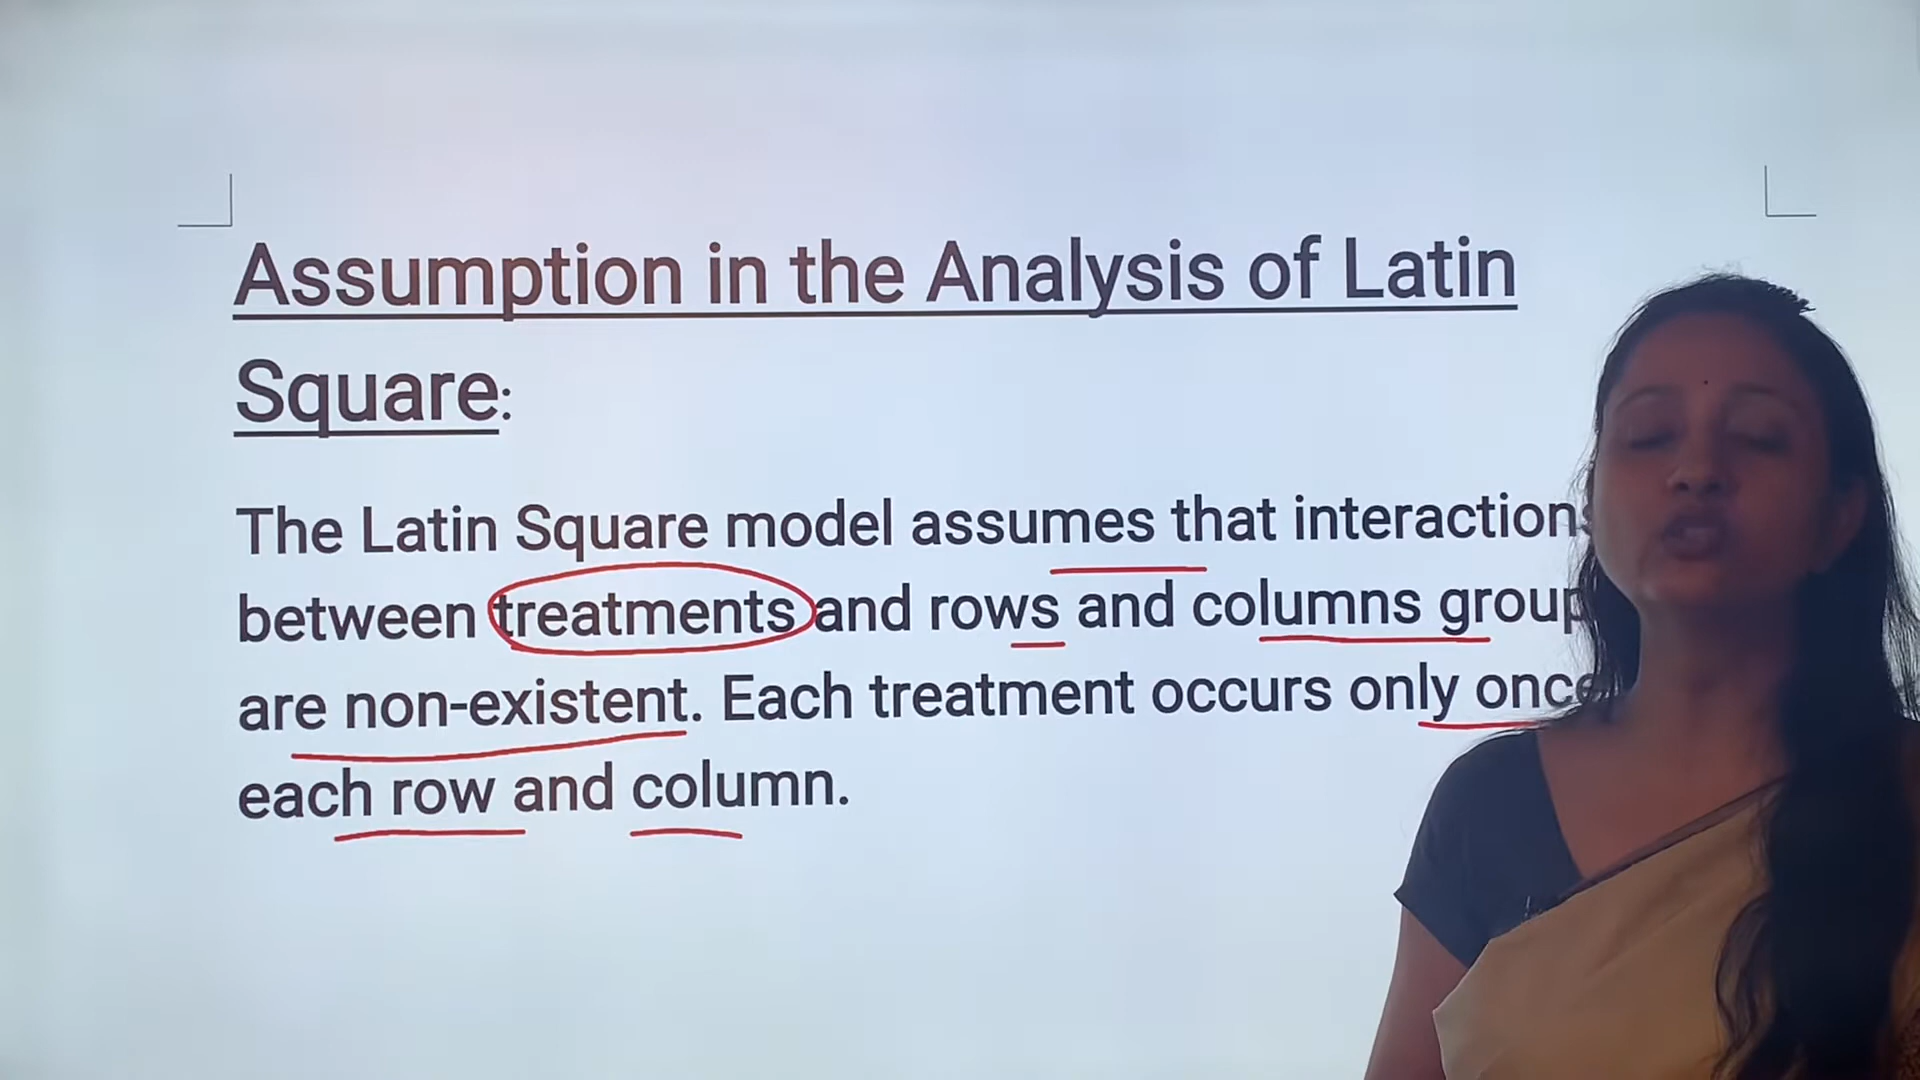 Assumption in the Analysis of Latin
Square:
The Latin Square model assumes that interaction
between treatments and rows and columns group
are non-existent. Each treatment occurs only once
each row and column.